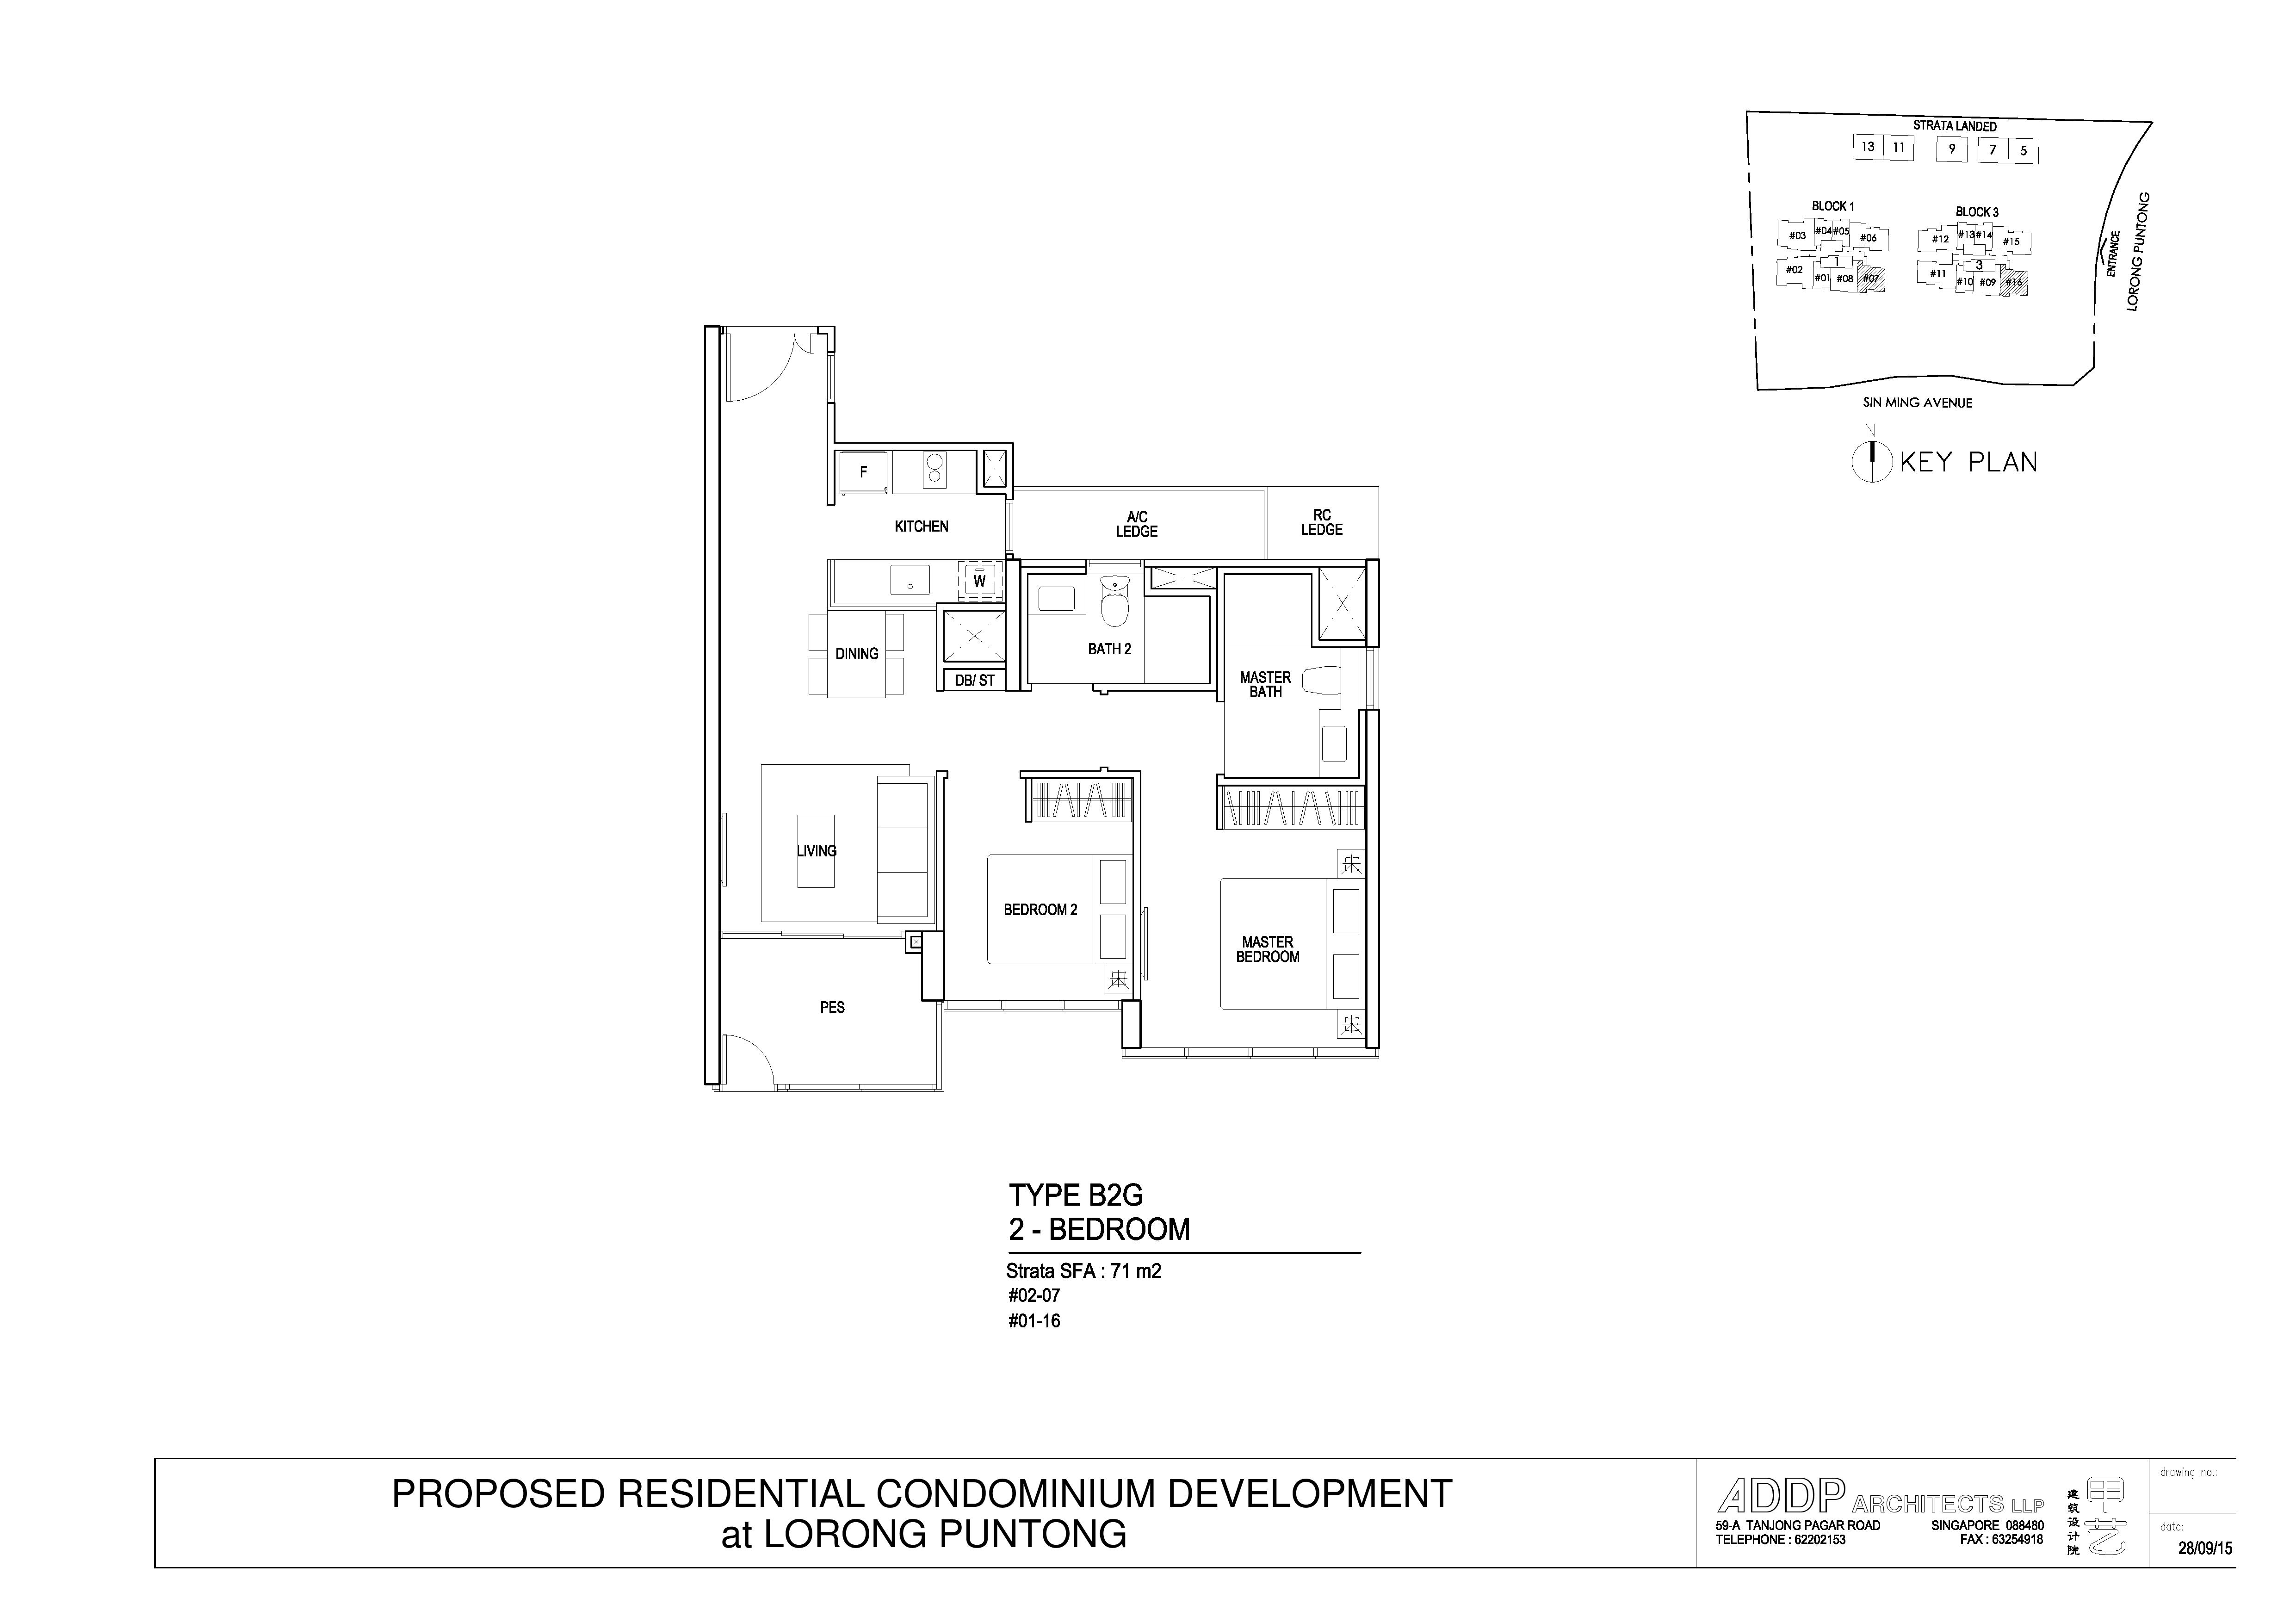 STRATA LANDED
13 11 9 7 5
BLOCK 1
BLOCK 3
#03 #04 #05 #06
#12 #13 #14 #15
1
3
#02 #01 #08 #07
#11 #10 #09 #16
ENTRANCE
LORONG PUNTONG
SIN MING AVENUE
N
KEY PLAN
F
KITCHEN
A/C
LEDGE
RC
LEDGE
W
DINING
DB/ ST
BATH 2
MASTER
BATH
LIVING
BEDROOM 2
MASTER
BEDROOM
PES
TYPE B2G
2 - BEDROOM
Strata SFA : 71 m2
#02-07
#01-16
PROPOSED RESIDENTIAL CONDOMINIUM DEVELOPMENT
at LORONG PUNTONG
ADDP ARCHITECTS LLP
59-A TANJONG PAGAR ROAD SINGAPORE 088480
TELEPHONE : 62202153 FAX : 63254918
建筑设计院
甲艺
drawing no.:
date:
28/09/15